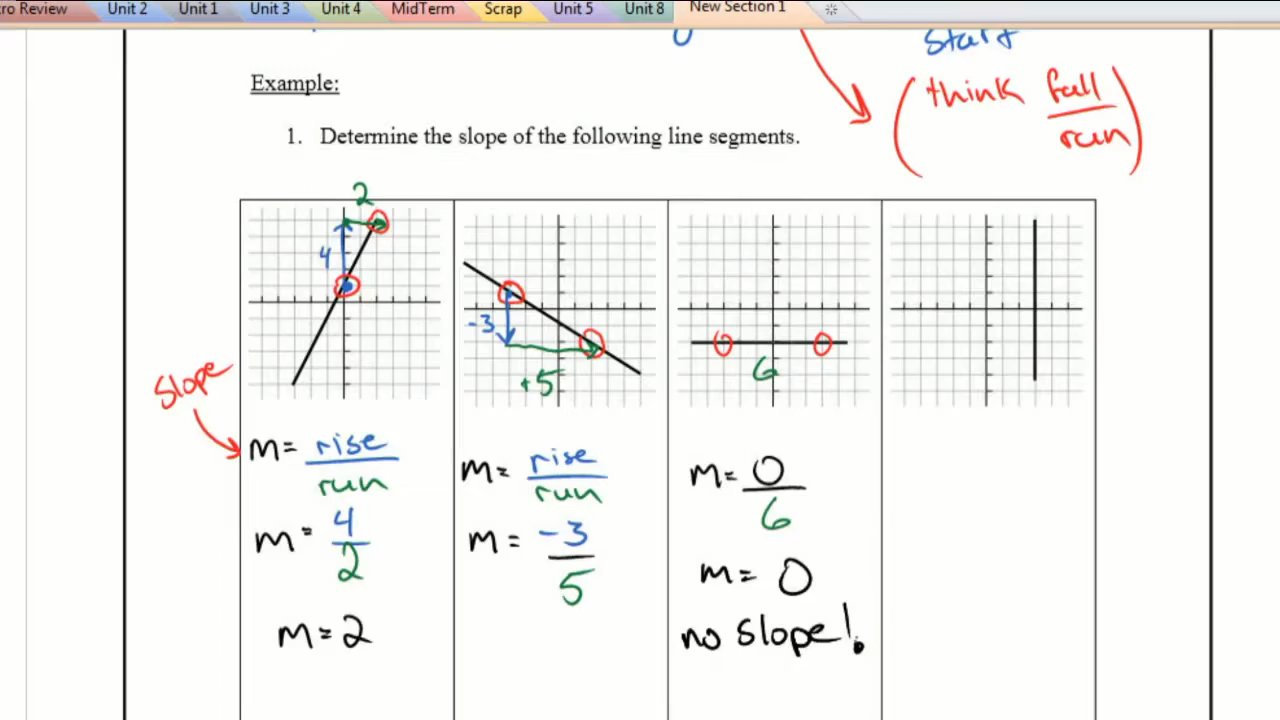 ro Review Unit 2 Unit 1 Unit 3 Unit 4 MidTerm Scrap Unit 5 Unit 8 New Section 1
start
Example:
(think fall
run)
1. Determine the slope of the following line segments.
2
4
-3
+5
6
slope
m= rise
run
m= 4
2
m=2
m= rise
run
m= -3
5
m= 0
6
m= 0
no slope!